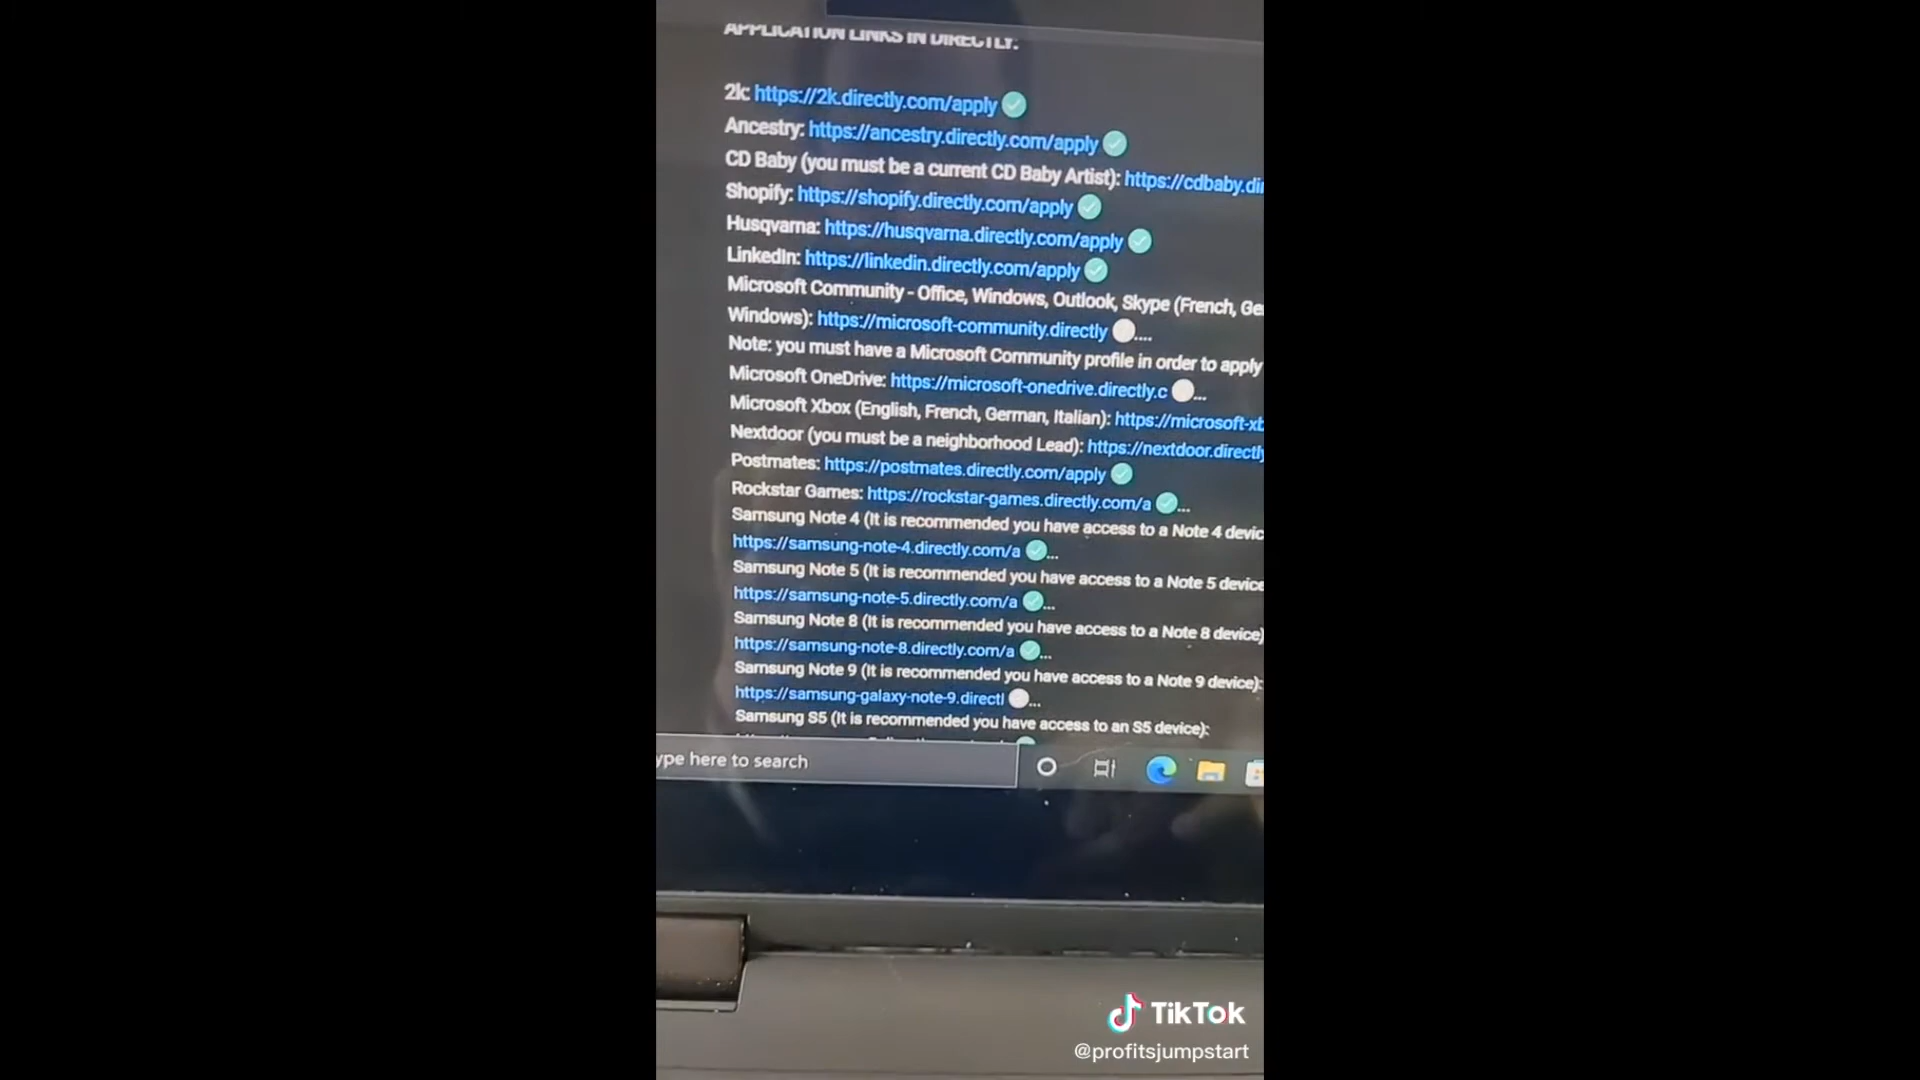 APPLICATION LINKS IN DIRECTLY:
2k: https://2k.directly.com/apply
Ancestry: https://ancestry.directly.com/apply
CD Baby (you must be a current CD Baby Artist): https://cdbaby.dir
Shopify: https://shopify.directly.com/apply
Husqvarna: https://husqvarna.directly.com/apply
LinkedIn: https://linkedin.directly.com/apply
Microsoft Community - Office, Windows, Outlook, Skype (French, Ge
Windows): https://microsoft-community.directly ....
Note: you must have a Microsoft Community profile in order to apply
Microsoft OneDrive: https://microsoft-onedrive.directly.c ...
Microsoft Xbox (English, French, German, Italian): https://microsoft-xb
Nextdoor (you must be a neighborhood Lead): https://nextdoor.directly
Postmates: https://postmates.directly.com/apply
Rockstar Games: https://rockstar-games.directly.com/a ...
Samsung Note 4 (It is recommended you have access to a Note 4 devic
https://samsung-note-4.directly.com/a ...
Samsung Note 5 (It is recommended you have access to a Note 5 device
https://samsung-note-5.directly.com/a ...
Samsung Note 8 (It is recommended you have access to a Note 8 device)
https://samsung-note-8.directly.com/a ...
Samsung Note 9 (It is recommended you have access to a Note 9 device):
https://samsung-galaxy-note-9.directl ...
Samsung S5 (It is recommended you have access to an S5 device):
ype here to search
TikTok
@profitsjumpstart